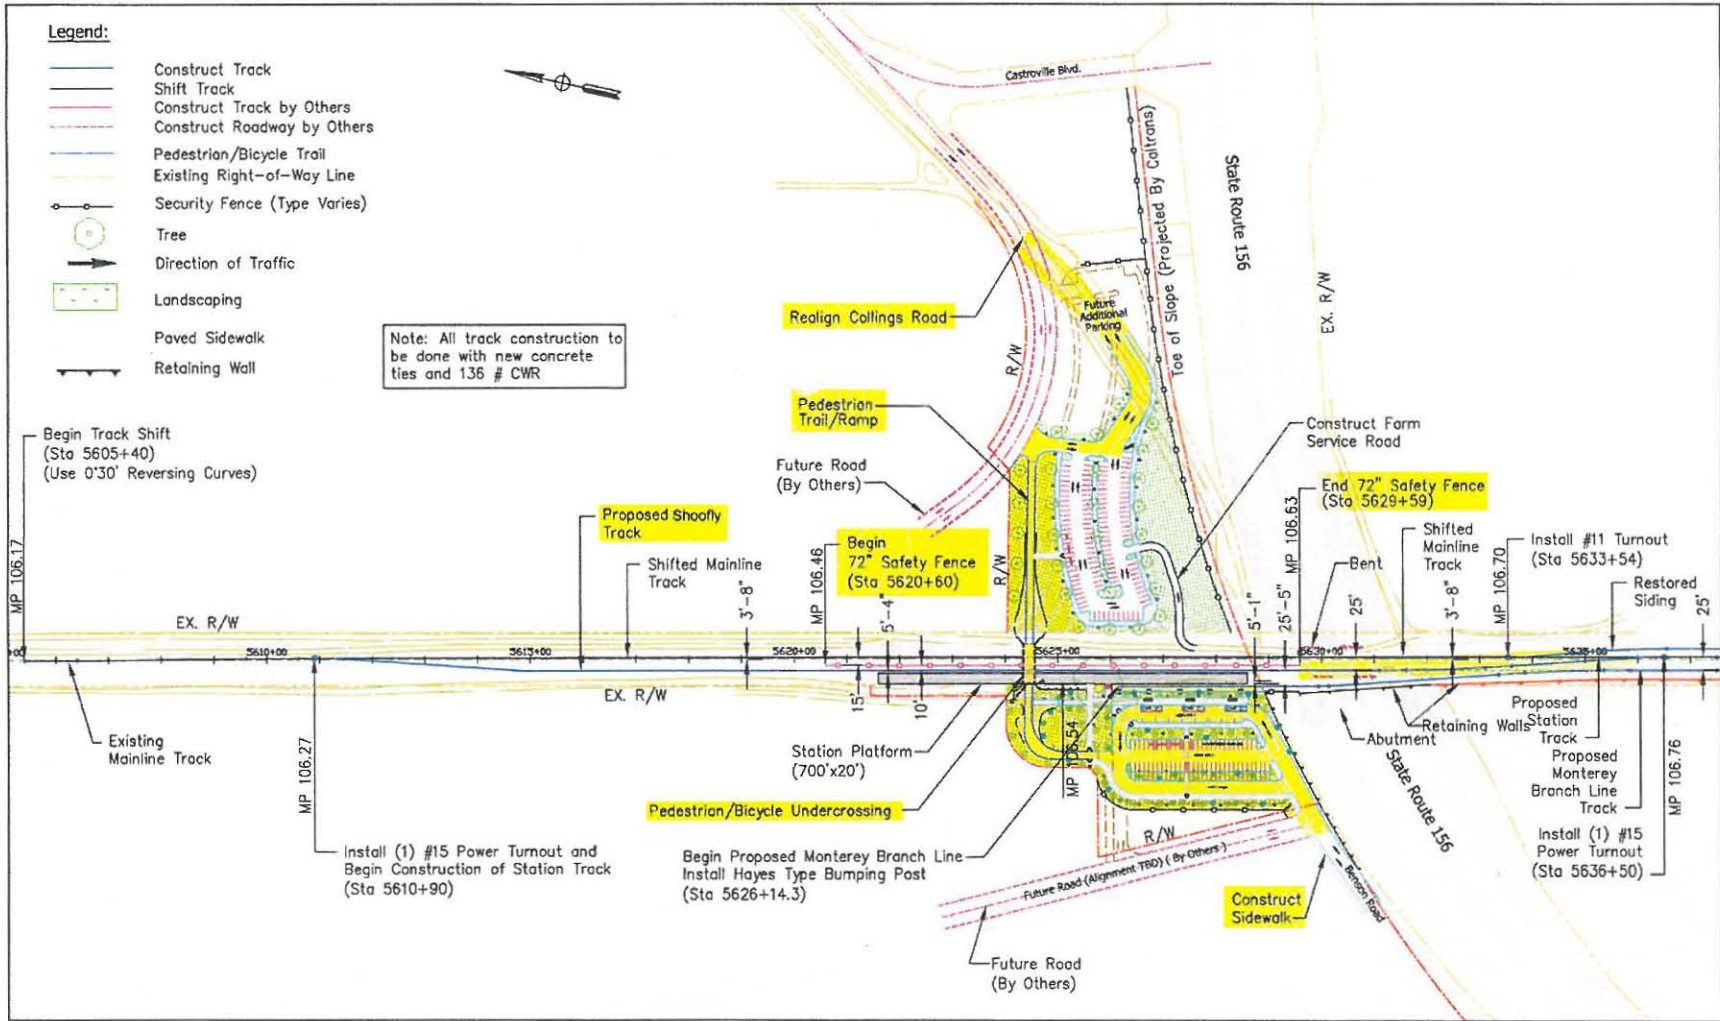 Legend:
Construct Track
Shift Track
Construct Track by Others
Construct Roadway by Others
Pedestrian/Bicycle Trail
Existing Right-of-Way Line
Security Fence (Type Varies)
Tree
Direction of Traffic
Landscaping
Paved Sidewalk
Retaining Wall
Note: All track construction to
be done with new concrete
ties and 136 # CWR
Castroville Blvd.
State Route 156
Toe of Slope (Projected By Caltrans)
EX. R/W
Realign Collings Road
Future
Additional
Parking
R/W
Pedestrian
Trail/Ramp
Construct Farm
Service Road
Future Road
(By Others)
Begin Track Shift
(Sta 5605+40)
(Use 0°30' Reversing Curves)
MP 106.17
Proposed Shoofly
Track
Shifted Mainline
Track
MP 106.46
Begin
72" Safety Fence
(Sta 5620+60)
R/W
End 72" Safety Fence
(Sta 5629+59)
MP 106.63
Shifted
Mainline
Track
Install #11 Turnout
(Sta 5633+54)
MP 106.70
Bent
Restored
Siding
EX. R/W
3'-8"
5'-4"
5'-1"
25'-5"
25'
3'-8"
25'
+00
5610+00
5615+00
5620+00
5625+00
5630+00
5635+00
EX. R/W
15'
10'
Existing
Mainline Track
MP 106.27
Station Platform
(700'x20')
MP 106.54
Abutment
Retaining Walls
Proposed
Station
Track
Proposed
Monterey
Branch Line
Track
MP 106.76
State Route 156
Pedestrian/Bicycle Undercrossing
R/W
Install (1) #15 Power Turnout and
Begin Construction of Station Track
(Sta 5610+90)
Begin Proposed Monterey Branch Line
Install Hayes Type Bumping Post
(Sta 5626+14.3)
Install (1) #15
Power Turnout
(Sta 5636+50)
Future Road (Alignment TBD) ( By Others )
Construct
Sidewalk
Benson Road
Future Road
(By Others)